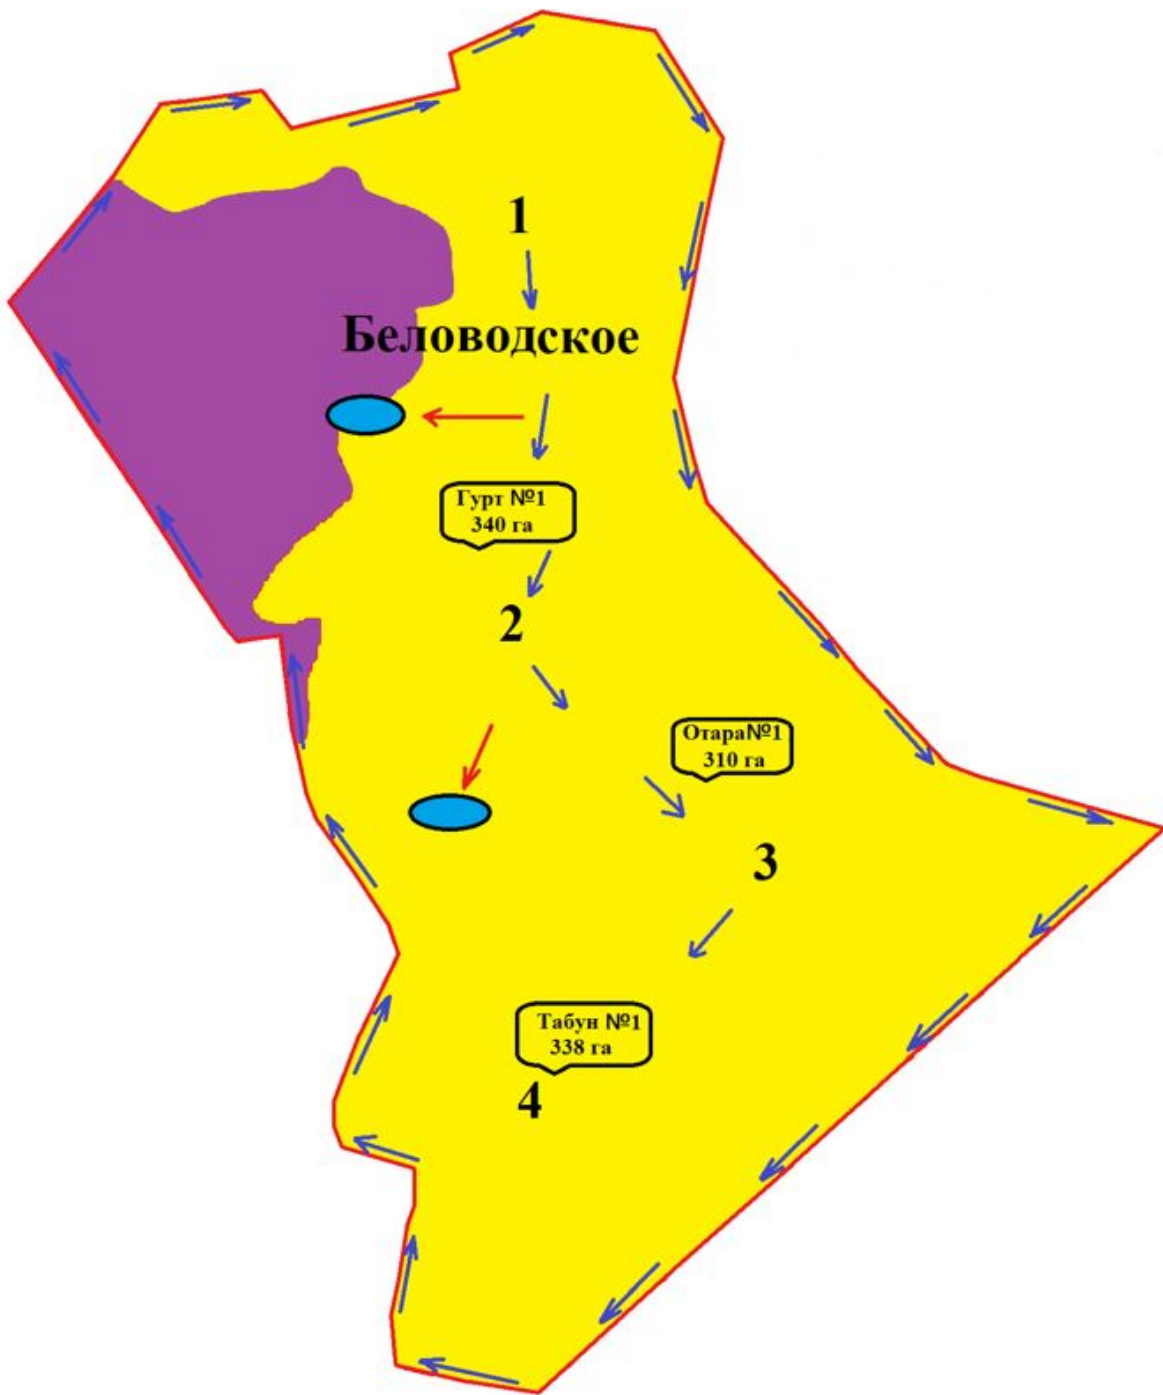 1
Беловодское
Гурт №1
340 га
2
Отара№1
310 га
3
Табун №1
338 га
4